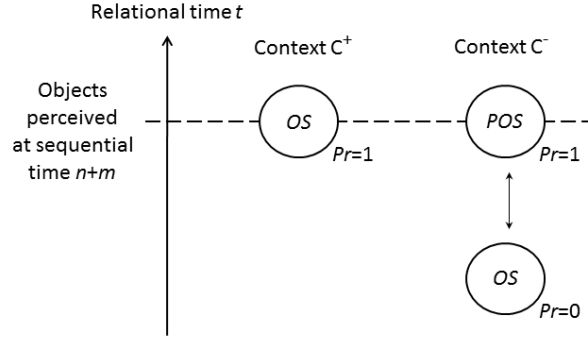 Relational time t
Context C⁺
Context C⁻
Objects
perceived
at sequential
time n+m
OS
POS
Pr=1
Pr=1
OS
Pr=0